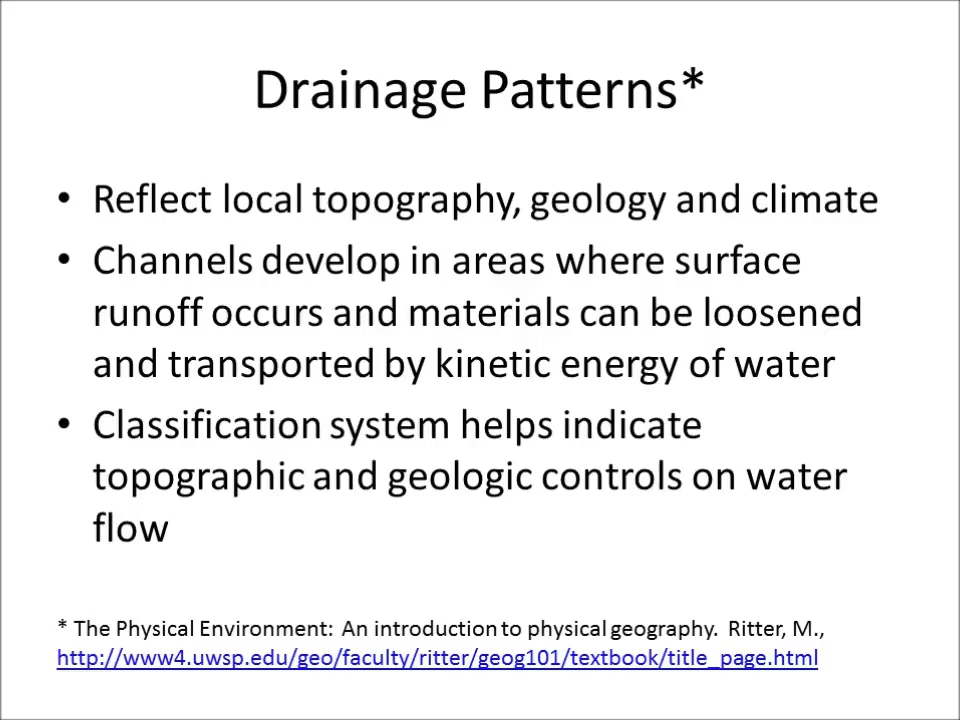 Drainage Patterns*
• Reflect local topography, geology and climate
• Channels develop in areas where surface
runoff occurs and materials can be loosened
and transported by kinetic energy of water
• Classification system helps indicate
topographic and geologic controls on water
flow
* The Physical Environment: An introduction to physical geography. Ritter, M.,
http://www4.uwsp.edu/geo/faculty/ritter/geog101/textbook/title_page.html